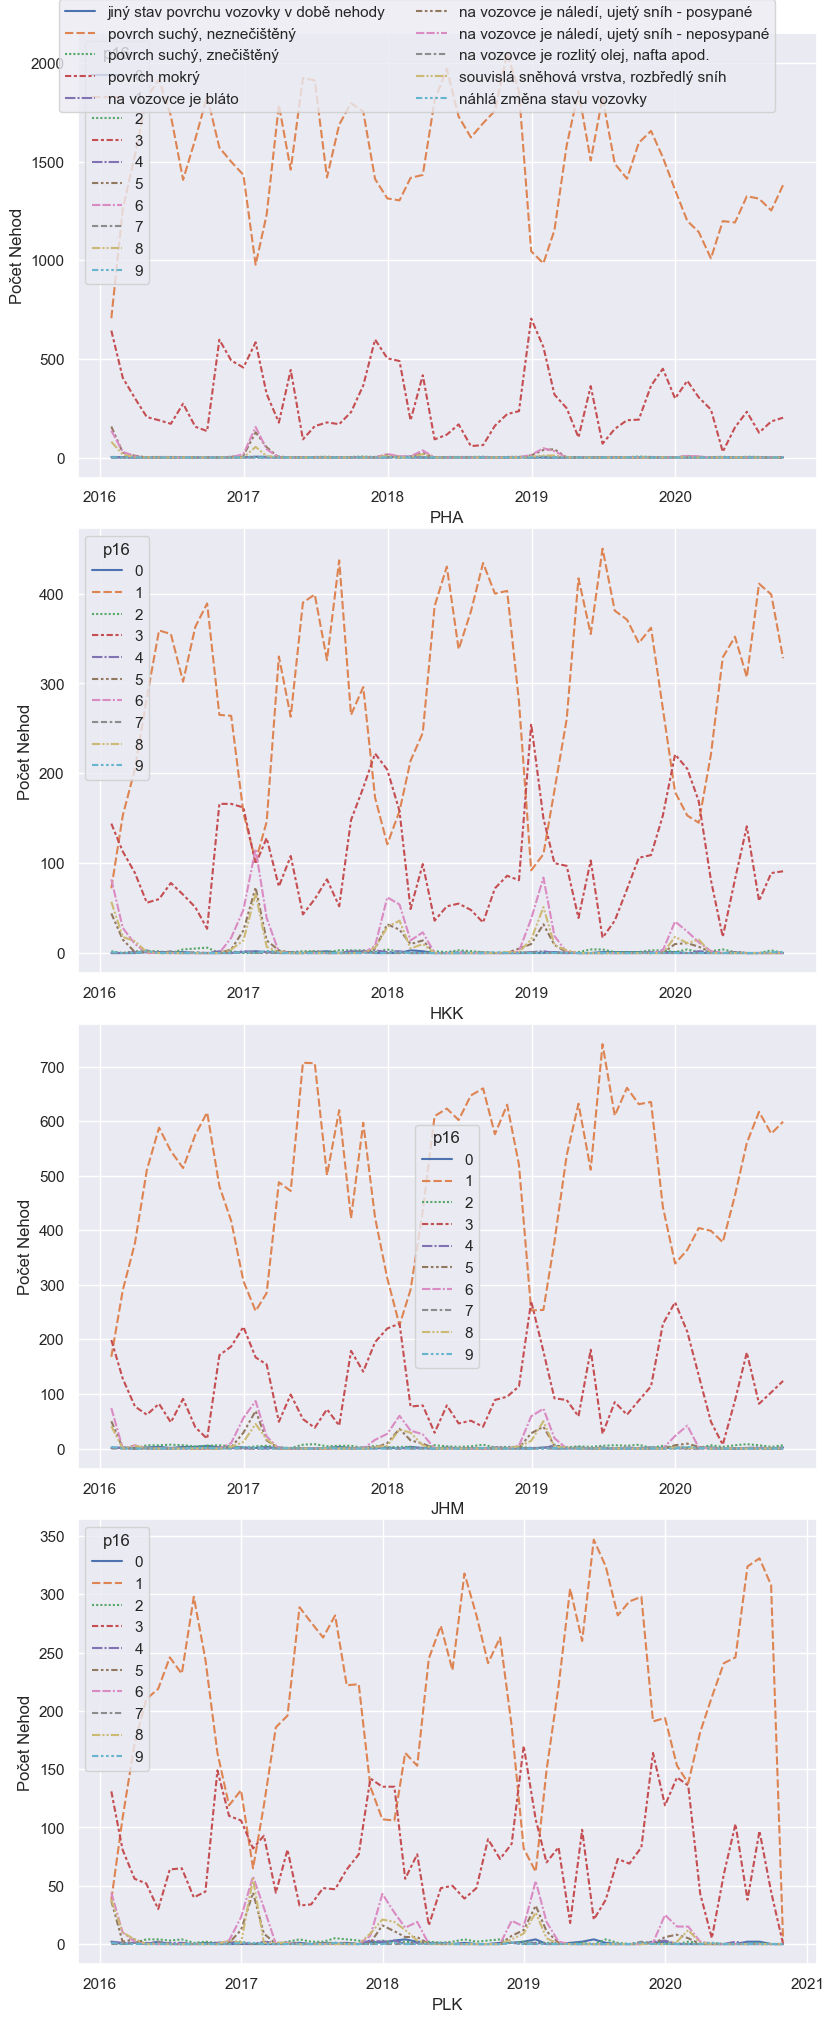 jiný stav povrchu vozovky v době nehody
povrch suchý, neznečištěný
povrch suchý, znečištěný
povrch mokrý
na vozovce je bláto
na vozovce je náledí, ujetý sníh - posypané
na vozovce je náledí, ujetý sníh - neposypané
na vozovce je rozlitý olej, nafta apod.
souvislá sněhová vrstva, rozbředlý sníh
náhlá změna stavu vozovky
p16
2
3
4
5
6
7
8
9
2000
1500
1000
500
0
Počet Nehod
2016 2017 2018 2019 2020
PHA
p16
0
1
2
3
4
5
6
7
8
9
400
300
200
100
0
Počet Nehod
2016 2017 2018 2019 2020
HKK
p16
0
1
2
3
4
5
6
7
8
9
700
600
500
400
300
200
100
0
Počet Nehod
2016 2017 2018 2019 2020
JHM
p16
0
1
2
3
4
5
6
7
8
9
350
300
250
200
150
100
50
0
Počet Nehod
2016 2017 2018 2019 2020 2021
PLK